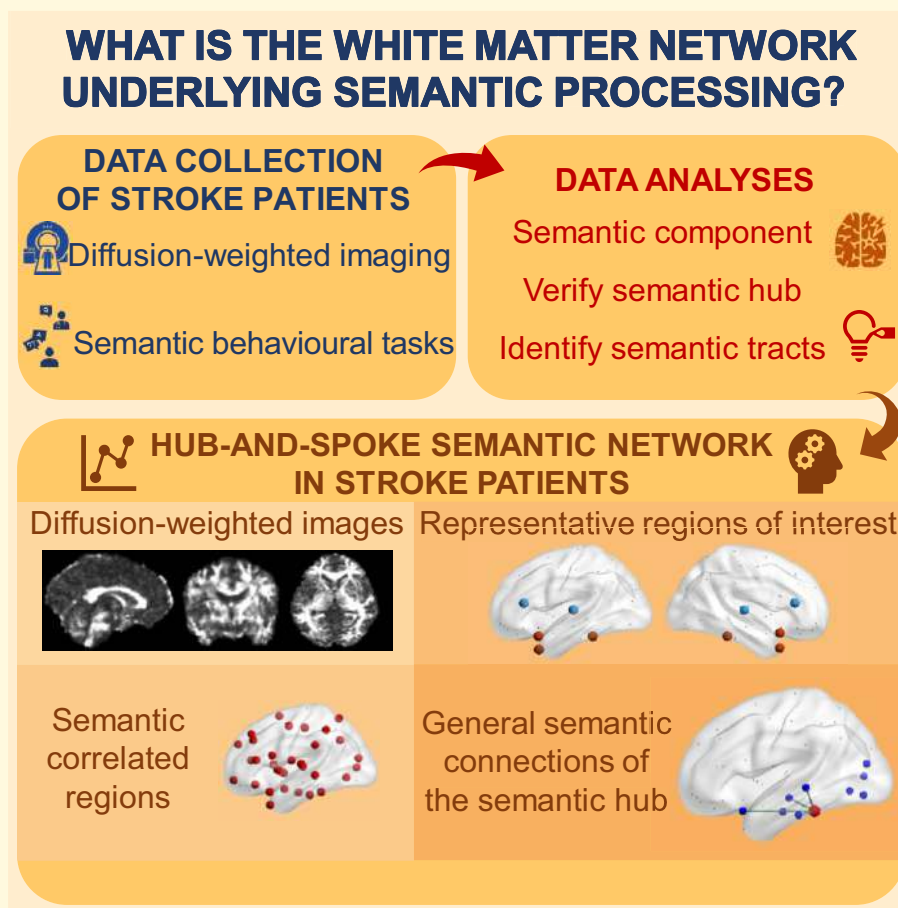 WHAT IS THE WHITE MATTER NETWORK
UNDERLYING SEMANTIC PROCESSING?
DATA COLLECTION
OF STROKE PATIENTS
Diffusion-weighted imaging
Semantic behavioural tasks
DATA ANALYSES
Semantic component
Verify semantic hub
Identify semantic tracts
HUB-AND-SPOKE SEMANTIC NETWORK
IN STROKE PATIENTS
Diffusion-weighted images
Representative regions of interest
Semantic
correlated
regions
General semantic
connections of
the semantic hub